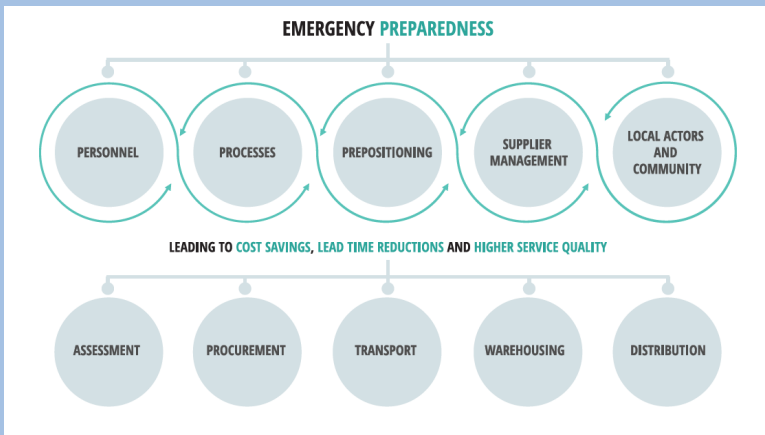 EMERGENCY PREPAREDNESS
PERSONNEL
PROCESSES
PREPOSITIONING
SUPPLIER
MANAGEMENT
LOCAL ACTORS
AND
COMMUNITY
LEADING TO COST SAVINGS, LEAD TIME REDUCTIONS AND HIGHER SERVICE QUALITY
ASSESSMENT
PROCUREMENT
TRANSPORT
WAREHOUSING
DISTRIBUTION